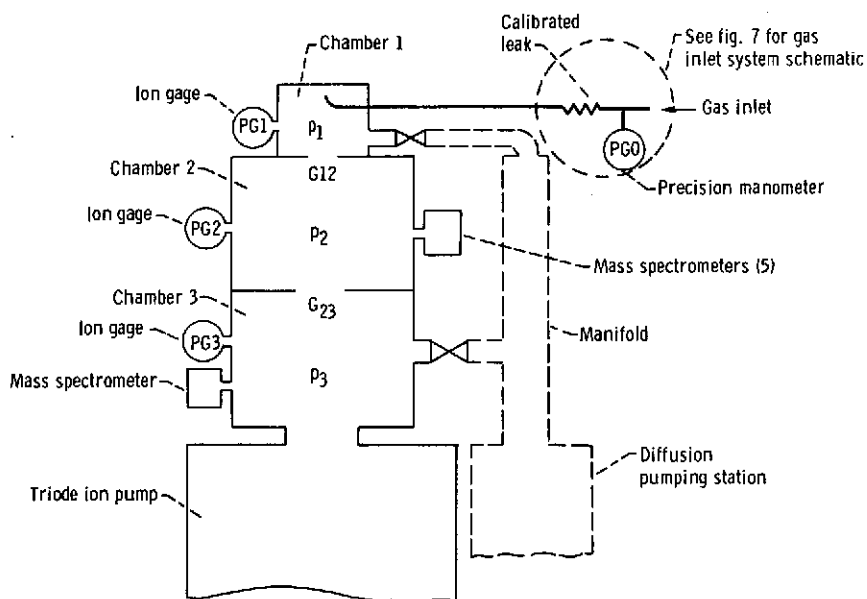 Chamber 1
Calibrated
leak
See fig. 7 for gas
inlet system schematic
Ion gage
PG1
p1
Gas inlet
PG0
Precision manometer
Chamber 2
G12
Ion gage
PG2
p2
Mass spectrometers (5)
Chamber 3
G23
Ion gage
PG3
Manifold
Mass spectrometer
p3
Triode ion pump
Diffusion
pumping station